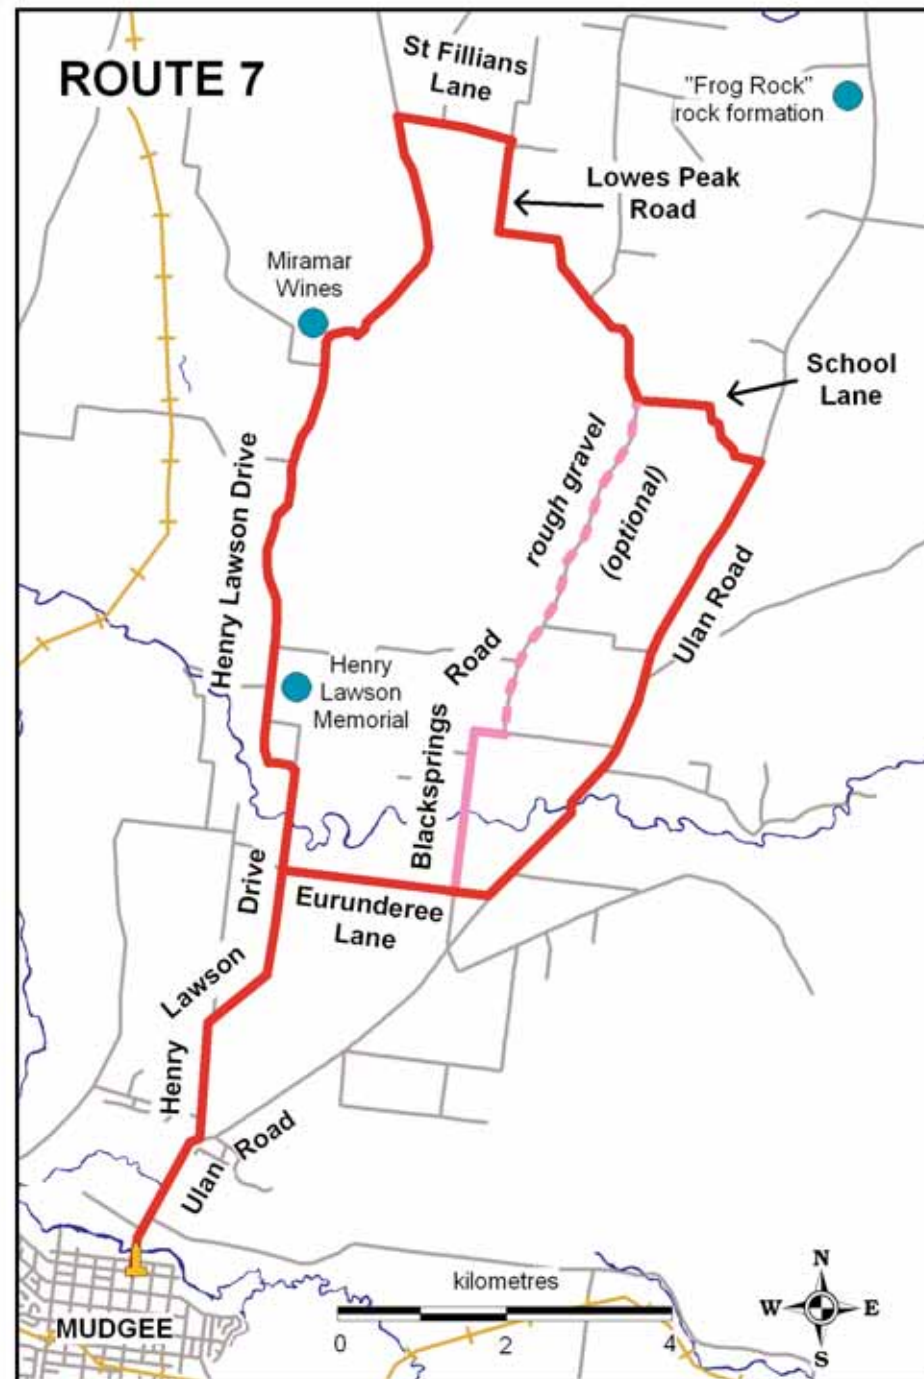 ROUTE 7
St Fillians
Lane
"Frog Rock"
rock formation
Lowes Peak
Road
Miramar
Wines
School
Lane
rough gravel
(optional)
Henry Lawson Drive
Ulan Road
Henry
Lawson
Memorial
Blacksprings Road
Eurunderee
Lane
Henry Lawson Drive
Ulan Road
kilometres
0 2 4
N
W E
S
MUDGEE